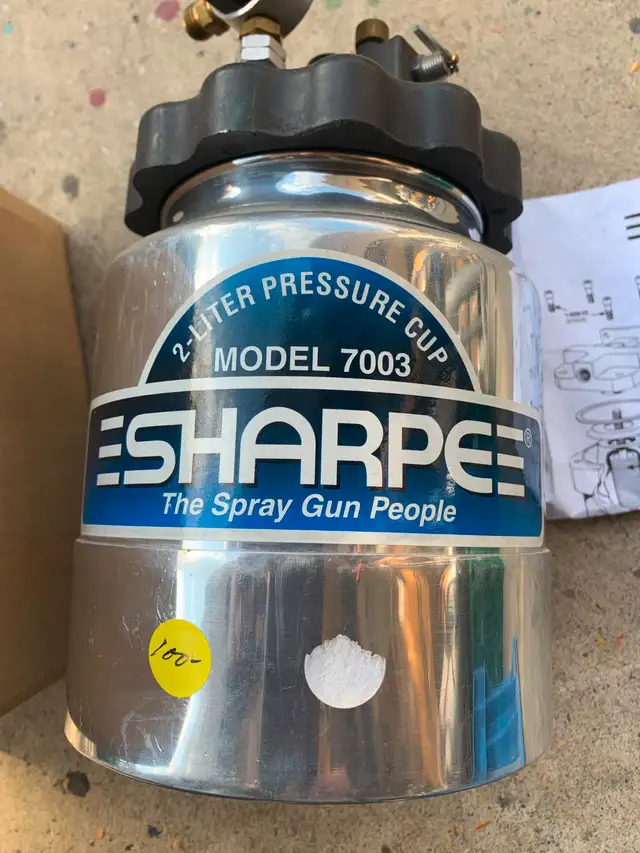 2-LITER PRESSURE CUP
MODEL 7003
SHARPE®
The Spray Gun People
100-